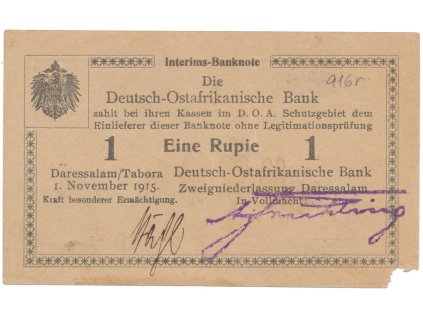 Interims-Banknote
916r
Die
Deutsch-Ostafrikanische Bank
zahlt bei ihren Kassen im D. O. A. Schutzgebiet dem
Einlieferer dieser Banknote ohne Legitimationsprüfung
1 Eine Rupie 1
Daressalam/Tabora
1. November 1915.
Kraft besonderer Ermächtigung.
Deutsch-Ostafrikanische Bank
Zweigniederlassung Daressalam
In Vollmacht: